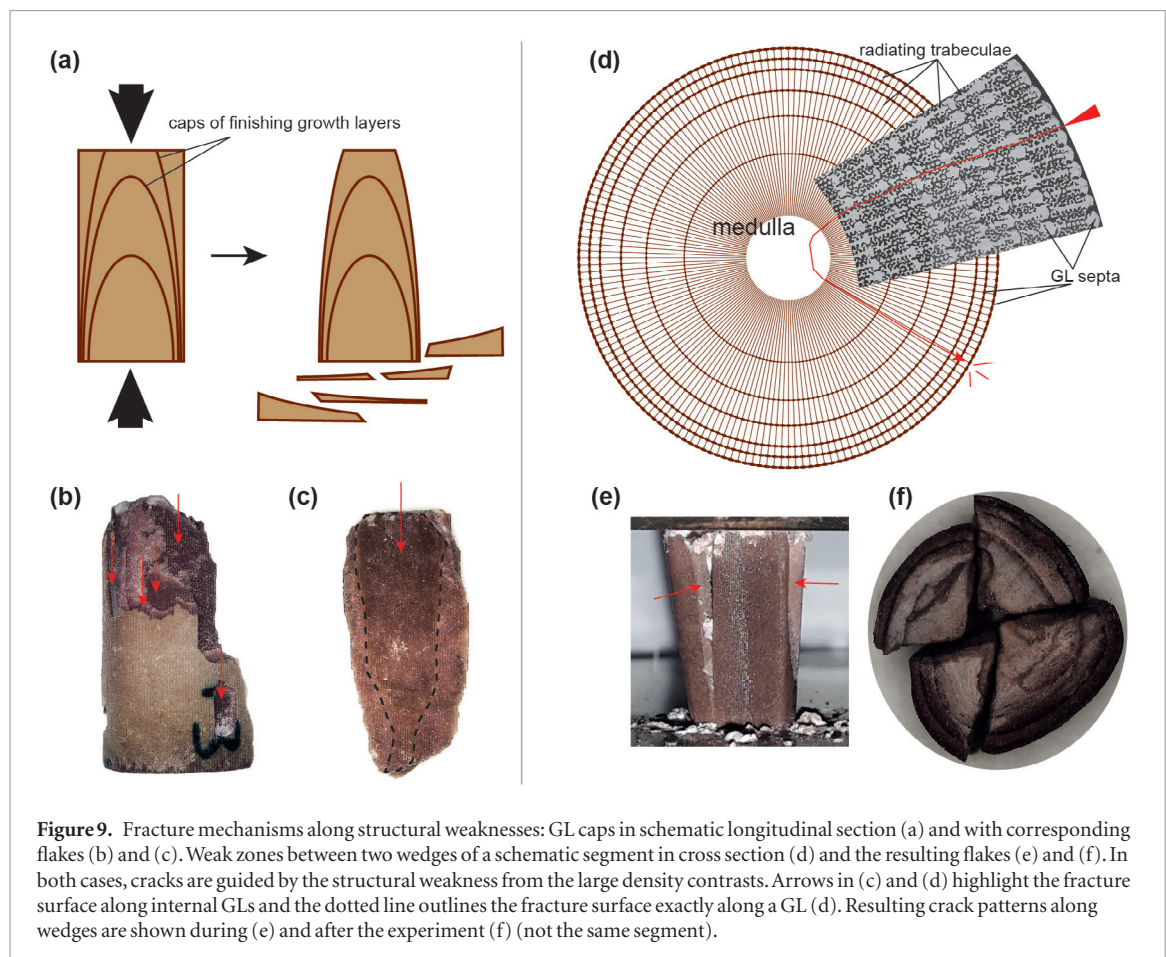 (a)
caps of finishing growth layers
(b)
(c)
3
(d)
radiating trabeculae
medulla
GL septa
(e)
(f)
Figure 9. Fracture mechanisms along structural weaknesses: GL caps in schematic longitudinal section (a) and with corresponding
flakes (b) and (c). Weak zones between two wedges of a schematic segment in cross section (d) and the resulting flakes (e) and (f). In
both cases, cracks are guided by the structural weakness from the large density contrasts. Arrows in (c) and (d) highlight the fracture
surface along internal GLs and the dotted line outlines the fracture surface exactly along a GL (d). Resulting crack patterns along
wedges are shown during (e) and after the experiment (f) (not the same segment).